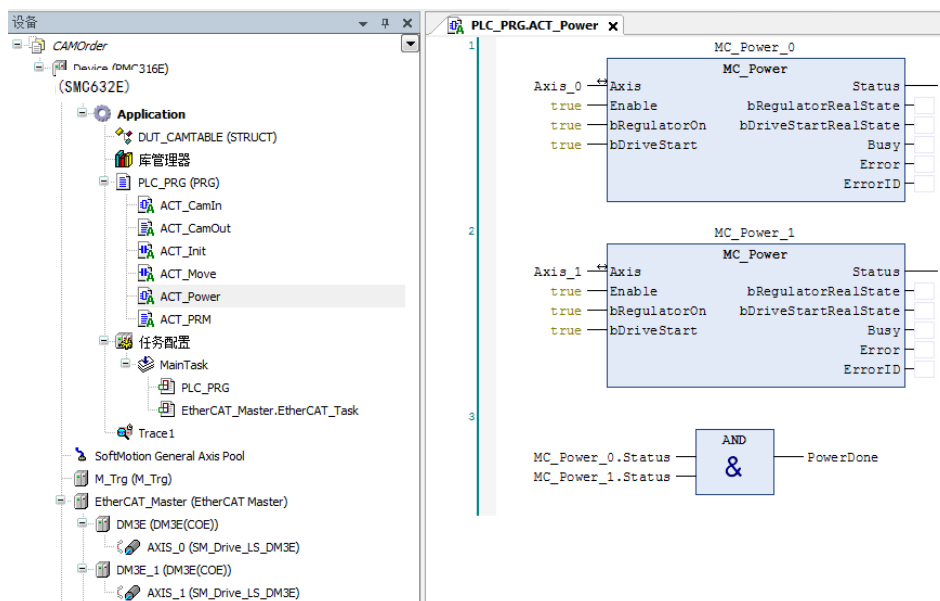 设备
CAMOrder
Device (PMC316E)
(SMC632E)
Application
DUT_CAMTABLE (STRUCT)
库管理器
PLC_PRG (PRG)
ACT_CamIn
ACT_CamOut
ACT_Init
ACT_Move
ACT_Power
ACT_PRM
任务配置
MainTask
PLC_PRG
EtherCAT_Master.EtherCAT_Task
Trace1
SoftMotion General Axis Pool
M_Trg (M_Trg)
EtherCAT_Master (EtherCAT Master)
DM3E (DM3E(COE))
AXIS_0 (SM_Drive_LS_DM3E)
DM3E_1 (DM3E(COE))
AXIS_1 (SM_Drive_LS_DM3E)
PLC_PRG.ACT_Power
1
MC_Power_0
MC_Power
Axis_0 Axis Status
true Enable bRegulatorRealState
true bRegulatorOn bDriveStartRealState
true bDriveStart Busy
Error
ErrorID
2
MC_Power_1
MC_Power
Axis_1 Axis Status
true Enable bRegulatorRealState
true bRegulatorOn bDriveStartRealState
true bDriveStart Busy
Error
ErrorID
3
AND
MC_Power_0.Status & PowerDone
MC_Power_1.Status